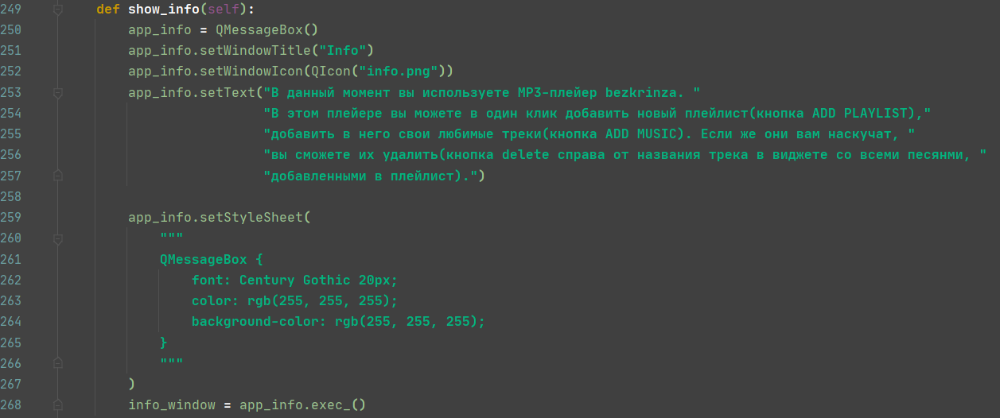 249 def show_info(self):
250 app_info = QMessageBox()
251 app_info.setWindowTitle("Info")
252 app_info.setWindowIcon(QIcon("info.png"))
253 app_info.setText("В данный момент вы используете MP3-плейер bezkrinza. "
254 "В этом плейере вы можете в один клик добавить новый плейлист(кнопка ADD PLAYLIST),"
255 "добавить в него свои любимые треки(кнопка ADD MUSIC). Если же они вам наскучат, "
256 "вы сможете их удалить(кнопка delete справа от названия трека в виджете со всеми песянми, "
257 "добавленными в плейлист).")
258
259 app_info.setStyleSheet(
260 """
261 QMessageBox {
262 font: Century Gothic 20px;
263 color: rgb(255, 255, 255);
264 background-color: rgb(255, 255, 255);
265 }
266 """
267 )
268 info_window = app_info.exec_()